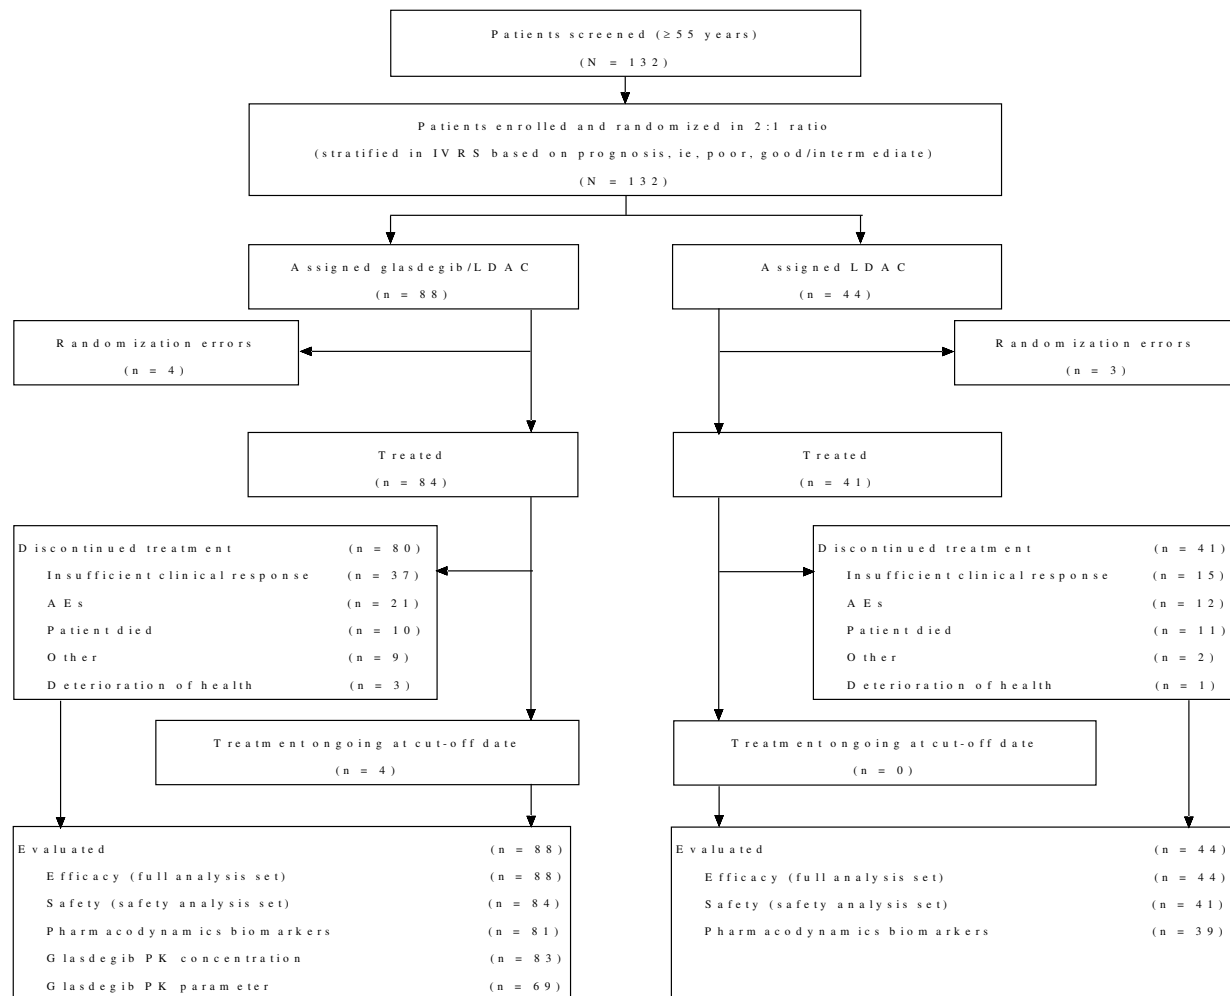 Patients screened (≥55 years)
(N = 132)
Patients enrolled and randomized in 2:1 ratio
(stratified in IVRS based on prognosis, ie, poor, good/intermediate)
(N = 132)
Assigned glasdegib/LDAC
(n = 88)
Assigned LDAC
(n = 44)
Randomization errors
(n = 4)
Randomization errors
(n = 3)
Treated
(n = 84)
Treated
(n = 41)
Discontinued treatment (n = 80)
Insufficient clinical response (n = 37)
AEs (n = 21)
Patient died (n = 10)
Other (n = 9)
Deterioration of health (n = 3)
Discontinued treatment (n = 41)
Insufficient clinical response (n = 15)
AEs (n = 12)
Patient died (n = 11)
Other (n = 2)
Deterioration of health (n = 1)
Treatment ongoing at cut-off date
(n = 4)
Treatment ongoing at cut-off date
(n = 0)
Evaluated (n = 88)
Efficacy (full analysis set) (n = 88)
Safety (safety analysis set) (n = 84)
Pharmacodynamics biomarkers (n = 81)
Glasdegib PK concentration (n = 83)
Glasdegib PK parameter (n = 69)
Evaluated (n = 44)
Efficacy (full analysis set) (n = 44)
Safety (safety analysis set) (n = 41)
Pharmacodynamics biomarkers (n = 39)